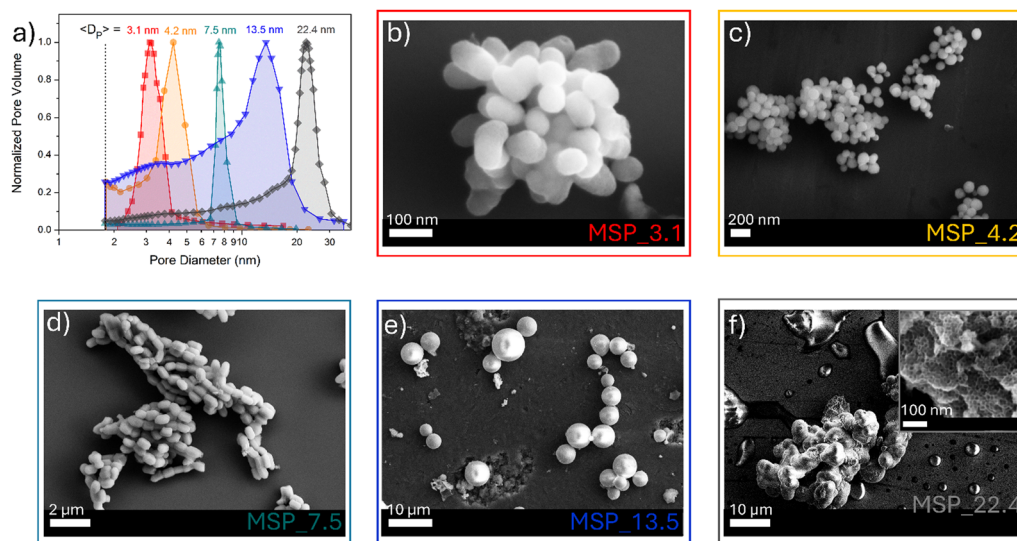 a)
<D_P> = 3.1 nm 4.2 nm 7.5 nm 13.5 nm 22.4 nm
Normalized Pore Volume
1.0
0.8
0.6
0.4
0.2
0.0
1 2 3 4 5 6 7 8 910 20 30
Pore Diameter (nm)
b)
100 nm
MSP_3.1
c)
200 nm
MSP_4.2
d)
2 µm
MSP_7.5
e)
10 µm
MSP_13.5
f)
100 nm
10 µm
MSP_22.4